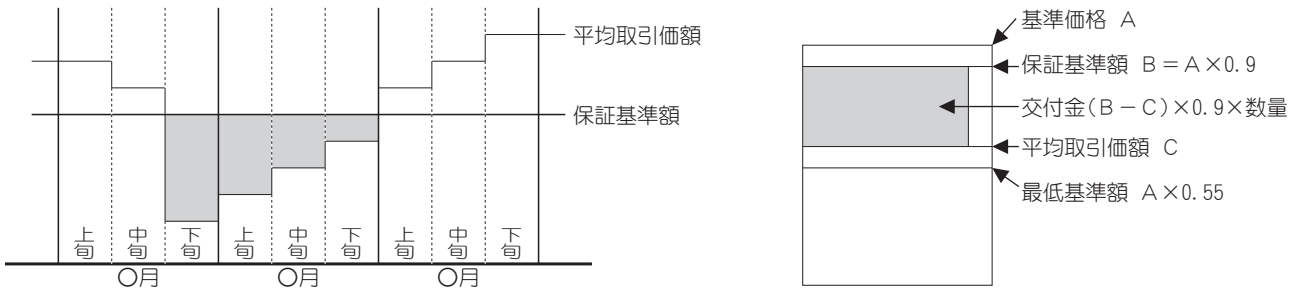 平均取引価額
保証基準額
上旬 中旬 下旬 上旬 中旬 下旬 上旬 中旬 下旬
〇月 〇月 〇月
基準価格 A
保証基準額 B=A×0.9
交付金(B-C)×0.9×数量
平均取引価額 C
最低基準額 A×0.55